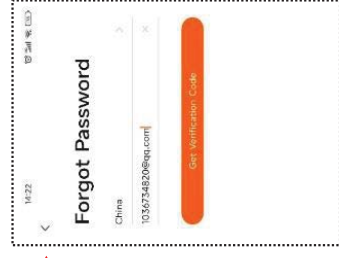 14:22
Forgot Password
China
1036734820@qq.com
Get Verification Code